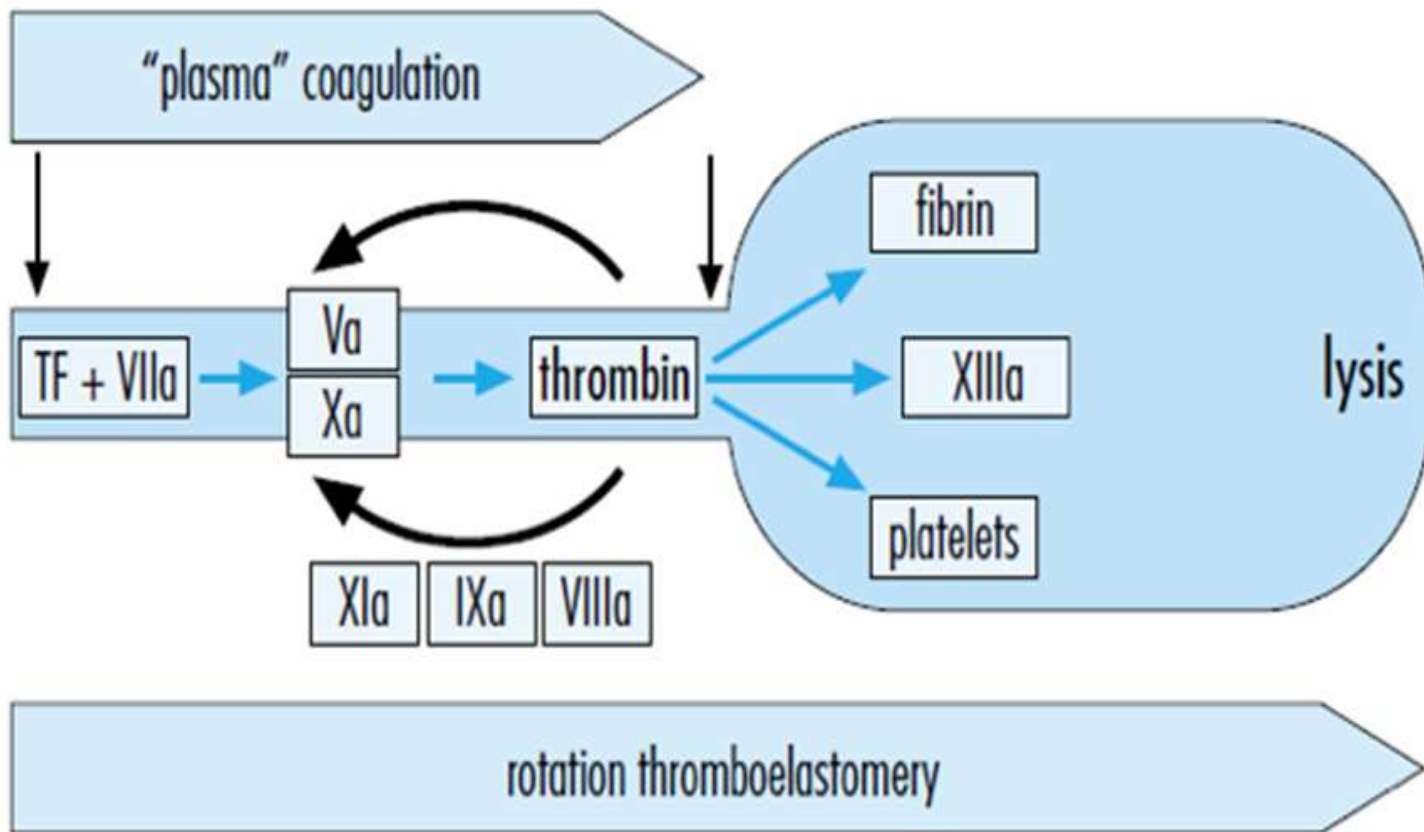 “plasma” coagulation
fibrin
Va
TF + VIIa
thrombin
XIIIa
lysis
Xa
platelets
XIa
IXa
VIIIa
rotation thromboelastomery